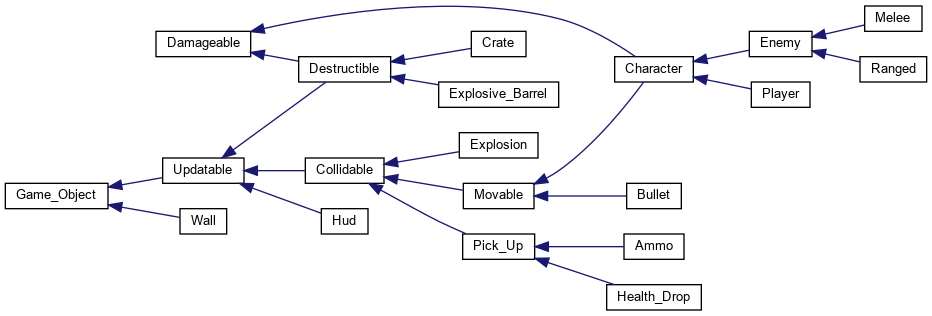 Melee
Damageable
Enemy
Crate
Destructible
Character
Ranged
Explosive_Barrel
Player
Explosion
Updatable
Collidable
Game_Object
Movable
Bullet
Wall
Hud
Pick_Up
Ammo
Health_Drop